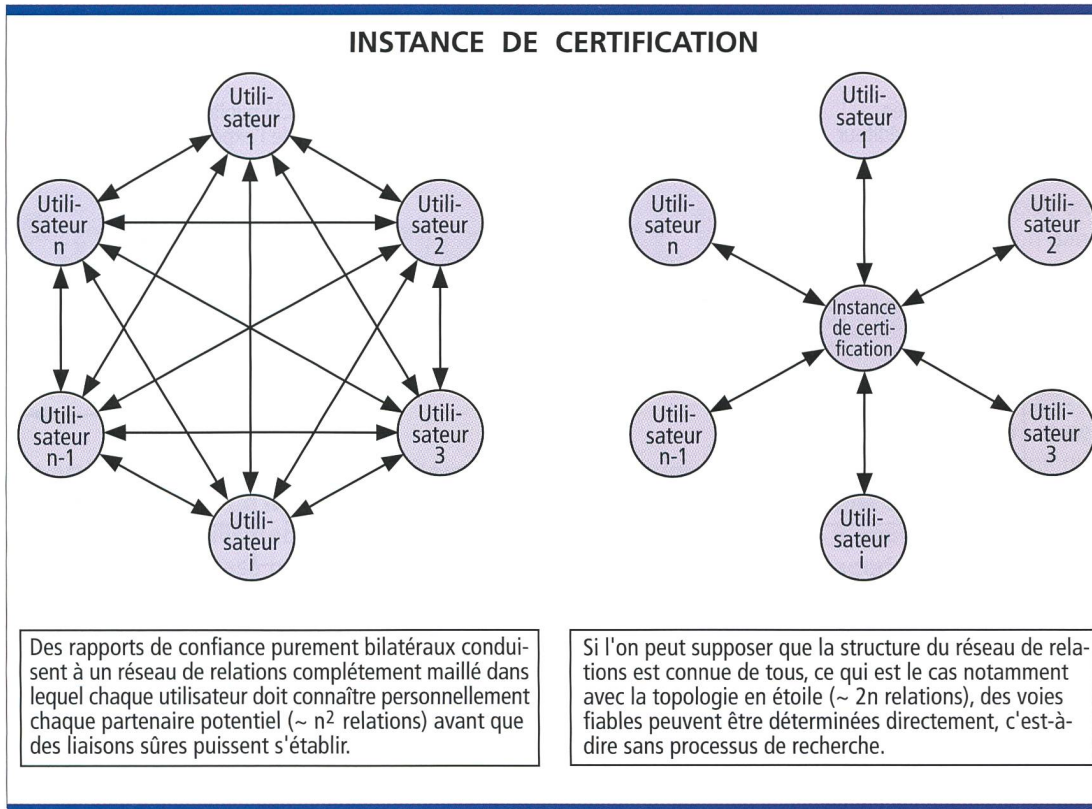 INSTANCE DE CERTIFICATION
Utili-
sateur
1
Utili-
sateur
n
Utili-
sateur
2
Utili-
sateur
n-1
Utili-
sateur
3
Utili-
sateur
i
Des rapports de confiance purement bilatéraux condui-
sent à un réseau de relations complétement maillé dans
lequel chaque utilisateur doit connaître personnellement
chaque partenaire potentiel (~ n² relations) avant que
des liaisons sûres puissent s'établir.
Utili-
sateur
1
Utili-
sateur
n
Utili-
sateur
2
Instance
de certi-
fication
Utili-
sateur
n-1
Utili-
sateur
3
Utili-
sateur
i
Si l'on peut supposer que la structure du réseau de rela-
tions est connue de tous, ce qui est le cas notamment
avec la topologie en étoile (~ 2n relations), des voies
fiables peuvent être déterminées directement, c'est-à-
dire sans processus de recherche.